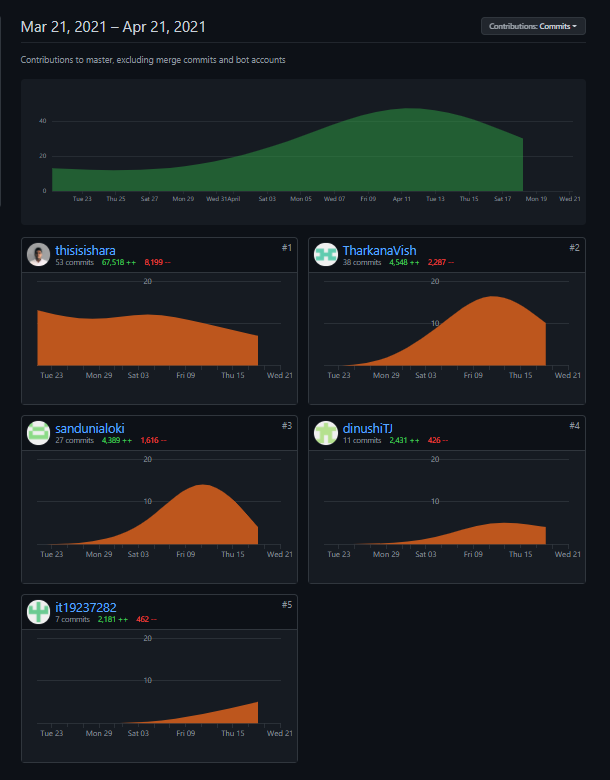 Mar 21, 2021 – Apr 21, 2021
Contributions: Commits
Contributions to master, excluding merge commits and bot accounts
40
20
0
Tue 23 Thu 25 Sat 27 Mon 29 Wed 31 April Sat 03 Mon 05 Wed 07 Fri 09 Apr 11 Tue 13 Thu 15 Sat 17 Mon 19 Wed 21
thisisishara #1
53 commits 67,518 ++ 8,199 --
20
Tue 23 Mon 29 Sat 03 Fri 09 Thu 15 Wed 21
TharkanaVish #2
38 commits 4,548 ++ 2,287 --
20
10
Tue 23 Mon 29 Sat 03 Fri 09 Thu 15 Wed 21
sandunialoki #3
27 commits 4,389 ++ 1,616 --
20
10
Tue 23 Mon 29 Sat 03 Fri 09 Thu 15 Wed 21
dinushiTJ #4
11 commits 2,431 ++ 426 --
20
10
Tue 23 Mon 29 Sat 03 Fri 09 Thu 15 Wed 21
it19237282 #5
7 commits 2,181 ++ 462 --
20
10
Tue 23 Mon 29 Sat 03 Fri 09 Thu 15 Wed 21